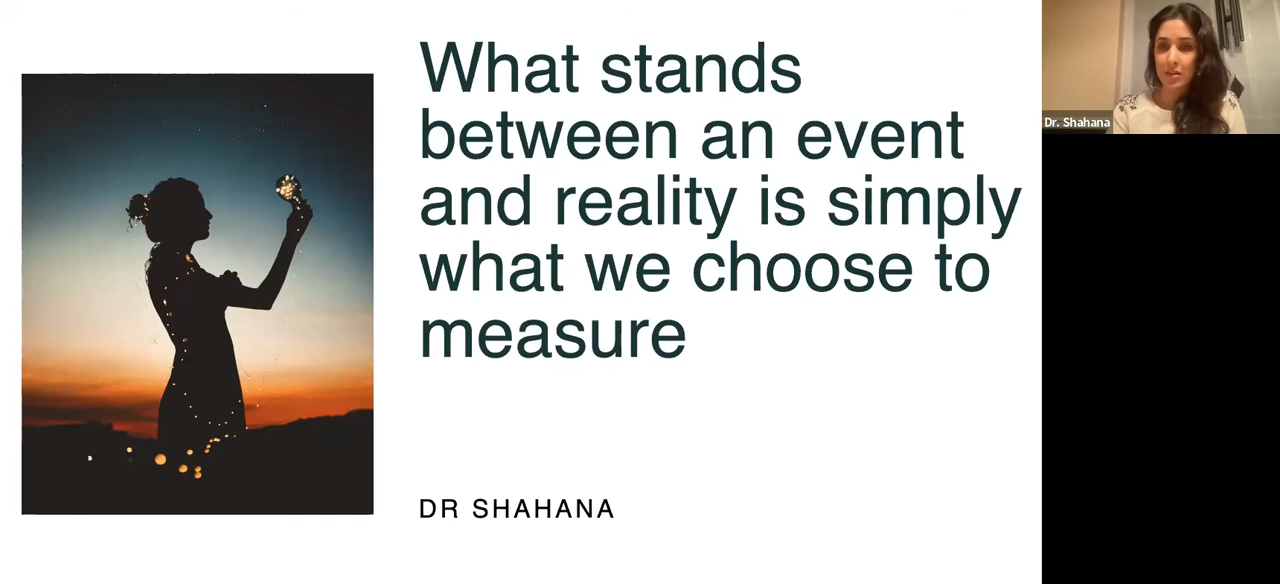 What stands
between an event
and reality is simply
what we choose to
measure
DR SHAHANA
Dr. Shahana